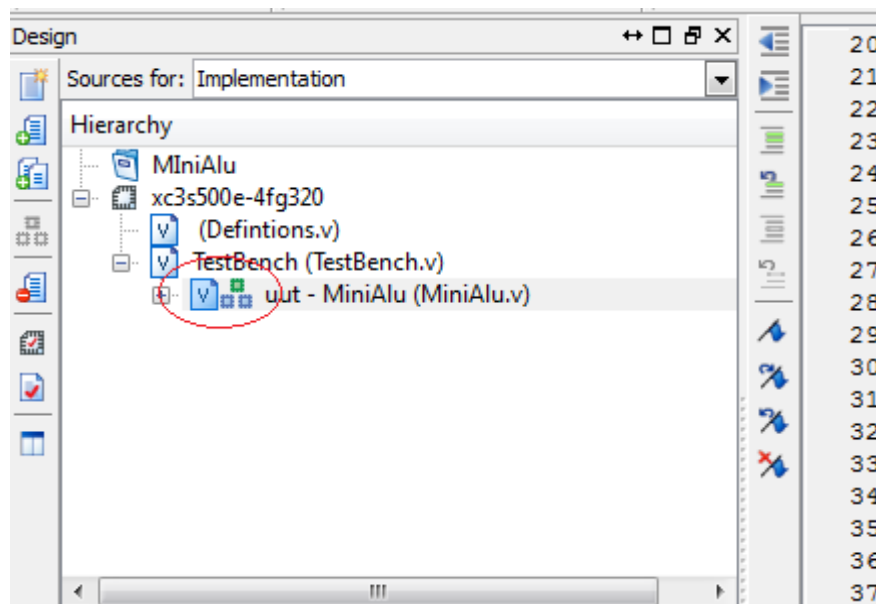 Design
Sources for: Implementation
Hierarchy
MIniAlu
xc3s500e-4fg320
(Defintions.v)
TestBench (TestBench.v)
uut - MiniAlu (MiniAlu.v)
20
21
22
23
24
25
26
27
28
29
30
31
32
33
34
35
36
37